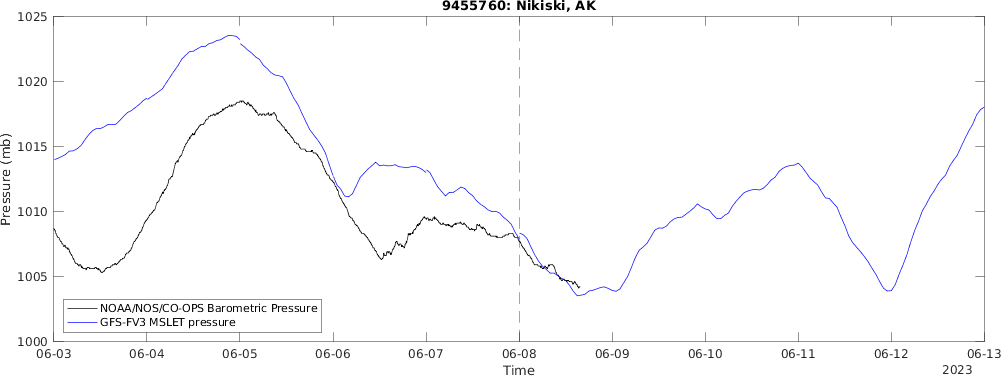 9455760: Nikiski, AK
Pressure (mb)
1025
1020
1015
1010
1005
1000
NOAA/NOS/CO-OPS Barometric Pressure
GFS-FV3 MSLET pressure
06-03 06-04 06-05 06-06 06-07 06-08 06-09 06-10 06-11 06-12 06-13
Time
2023